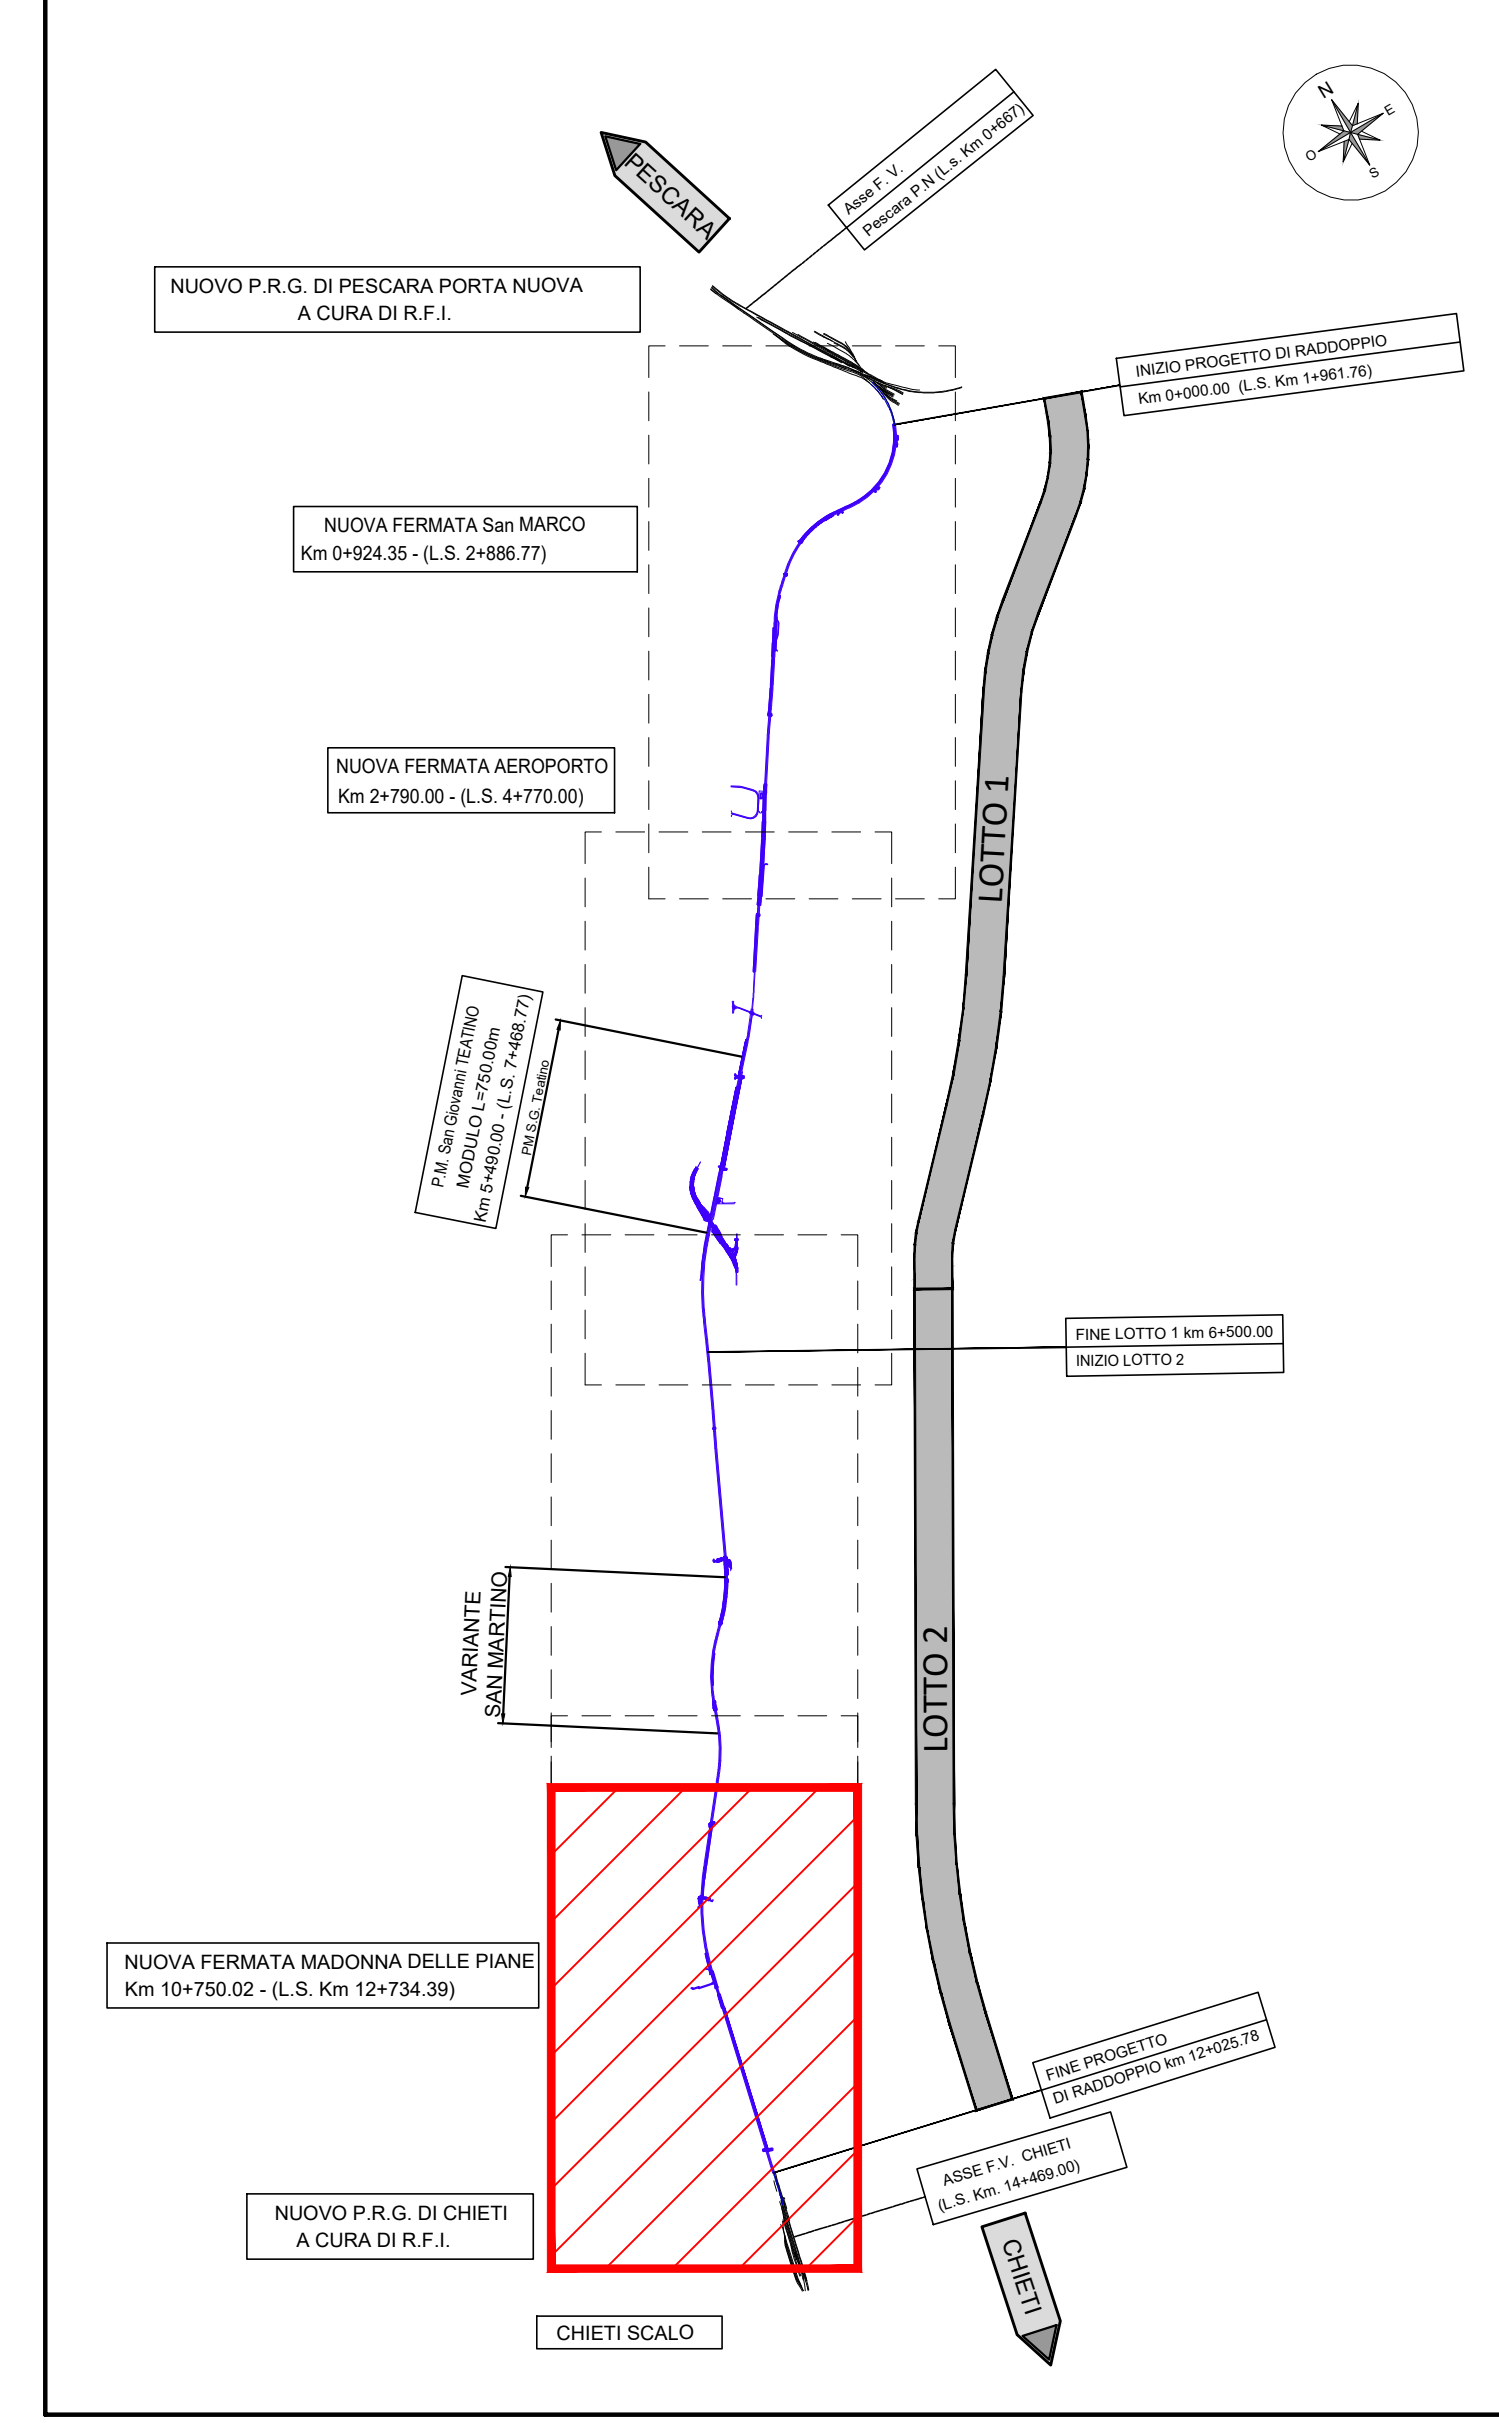 N
E
O
S
PESCARA
Asse F. V.
Pescara P.N (L.s. Km 0+667)
NUOVO P.R.G. DI PESCARA PORTA NUOVA
A CURA DI R.F.I.
INIZIO PROGETTO DI RADDOPPIO
Km 0+000.00 (L.S. Km 1+961.76)
NUOVA FERMATA San MARCO
Km 0+924.35 - (L.S. 2+886.77)
NUOVA FERMATA AEROPORTO
Km 2+790.00 - (L.S. 4+770.00)
LOTTO 1
P.M. San Giovanni TEATINO
MODULO L=750.00m
Km 5+490.00 - (L.S. 7+468.77)
PM S.G. Teatino
FINE LOTTO 1 km 6+500.00
INIZIO LOTTO 2
VARIANTE
SAN MARTINO
LOTTO 2
NUOVA FERMATA MADONNA DELLE PIANE
Km 10+750.02 - (L.S. Km 12+734.39)
FINE PROGETTO
DI RADDOPPIO km 12+025.78
ASSE F.V. CHIETI
(L.S. Km. 14+469.00)
NUOVO P.R.G. DI CHIETI
A CURA DI R.F.I.
CHIETI
CHIETI SCALO